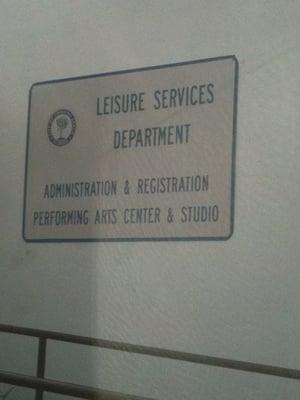 LEISURE SERVICES
DEPARTMENT
ADMINISTRATION & REGISTRATION
PERFORMING ARTS CENTER & STUDIO